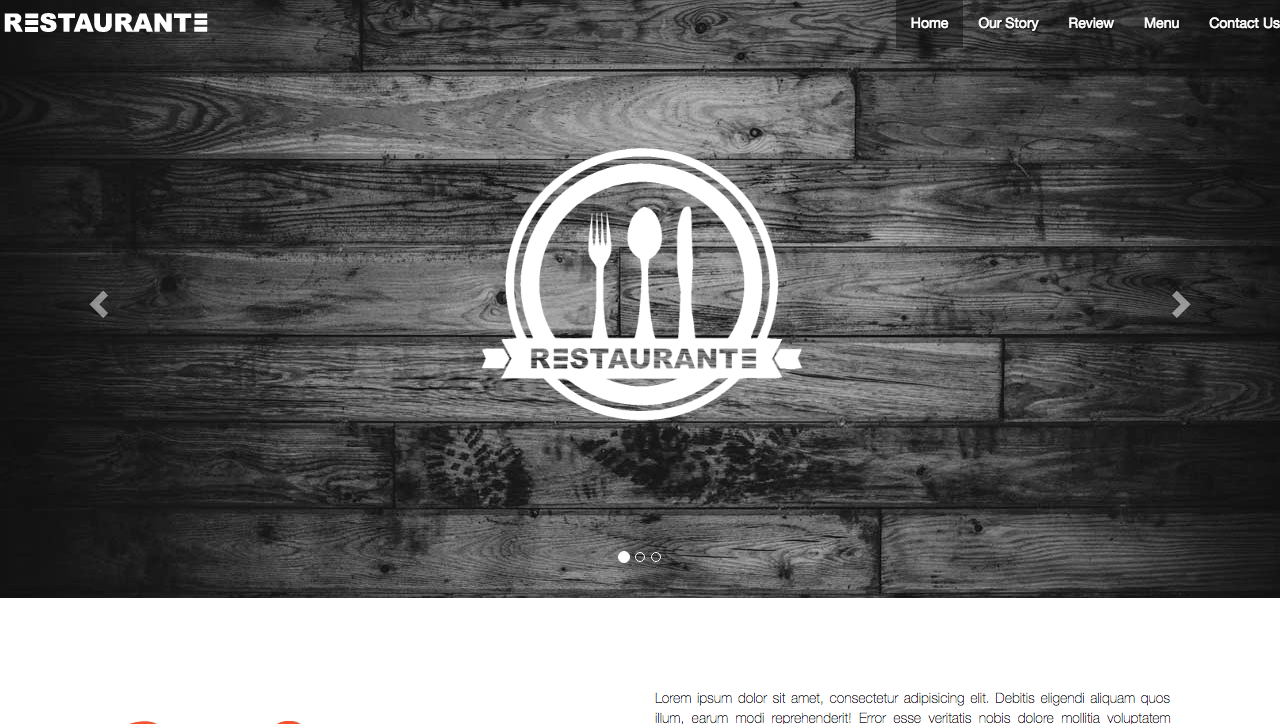 RESTAURANTE
Home Our Story Review Menu Contact Us
RESTAURANTE
Lorem ipsum dolor sit amet, consectetur adipisicing elit. Debitis eligendi aliquam quos
illum, earum modi reprehenderit! Error esse veritatis nobis dolore mollitia voluptatem